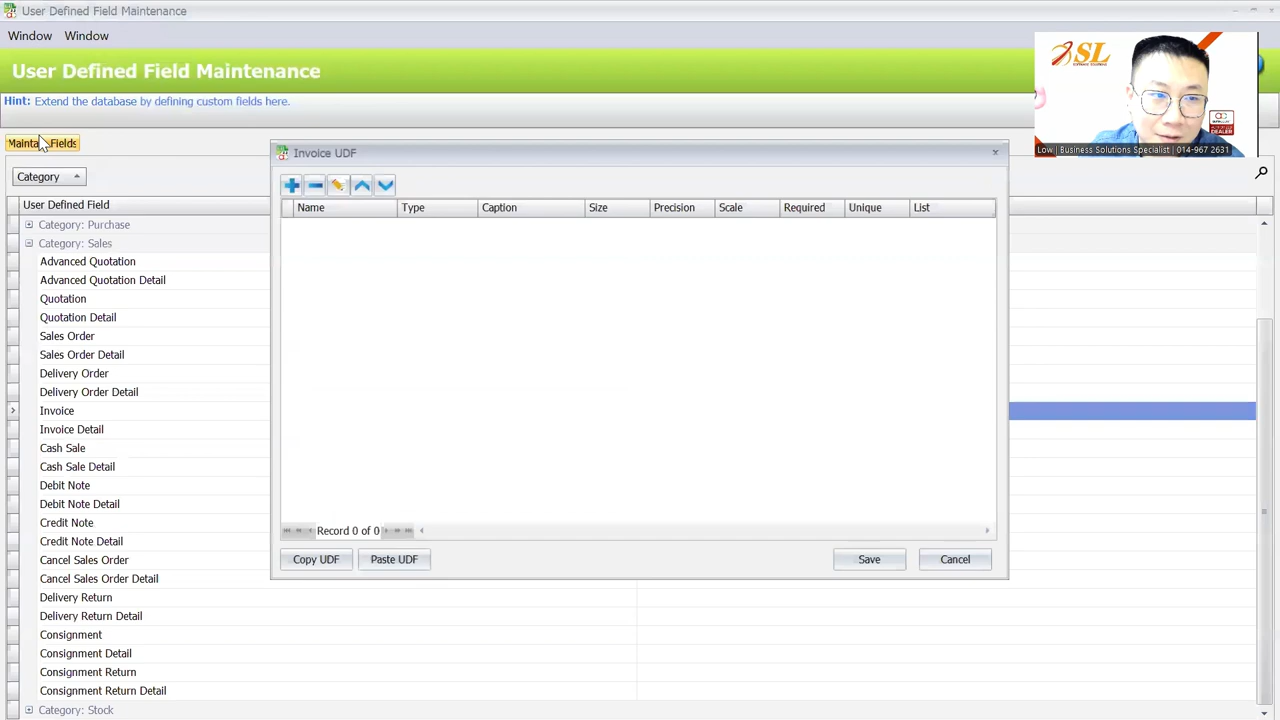 User Defined Field Maintenance
Window Window
User Defined Field Maintenance
Hint: Extend the database by defining custom fields here.
SL
Low | Business Solutions Specialist | 014-967 2631
Category
User Defined Field
Category: Purchase
Category: Sales
Advanced Quotation
Advanced Quotation Detail
Quotation
Quotation Detail
Sales Order
Sales Order Detail
Delivery Order
Delivery Order Detail
Invoice
Invoice Detail
Cash Sale
Cash Sale Detail
Debit Note
Debit Note Detail
Credit Note
Credit Note Detail
Cancel Sales Order
Cancel Sales Order Detail
Delivery Return
Delivery Return Detail
Consignment
Consignment Detail
Consignment Return
Consignment Return Detail
Category: Stock
Invoice UDF
Name Type Caption Size Precision Scale Required Unique List
Record 0 of 0
Copy UDF Paste UDF Save Cancel